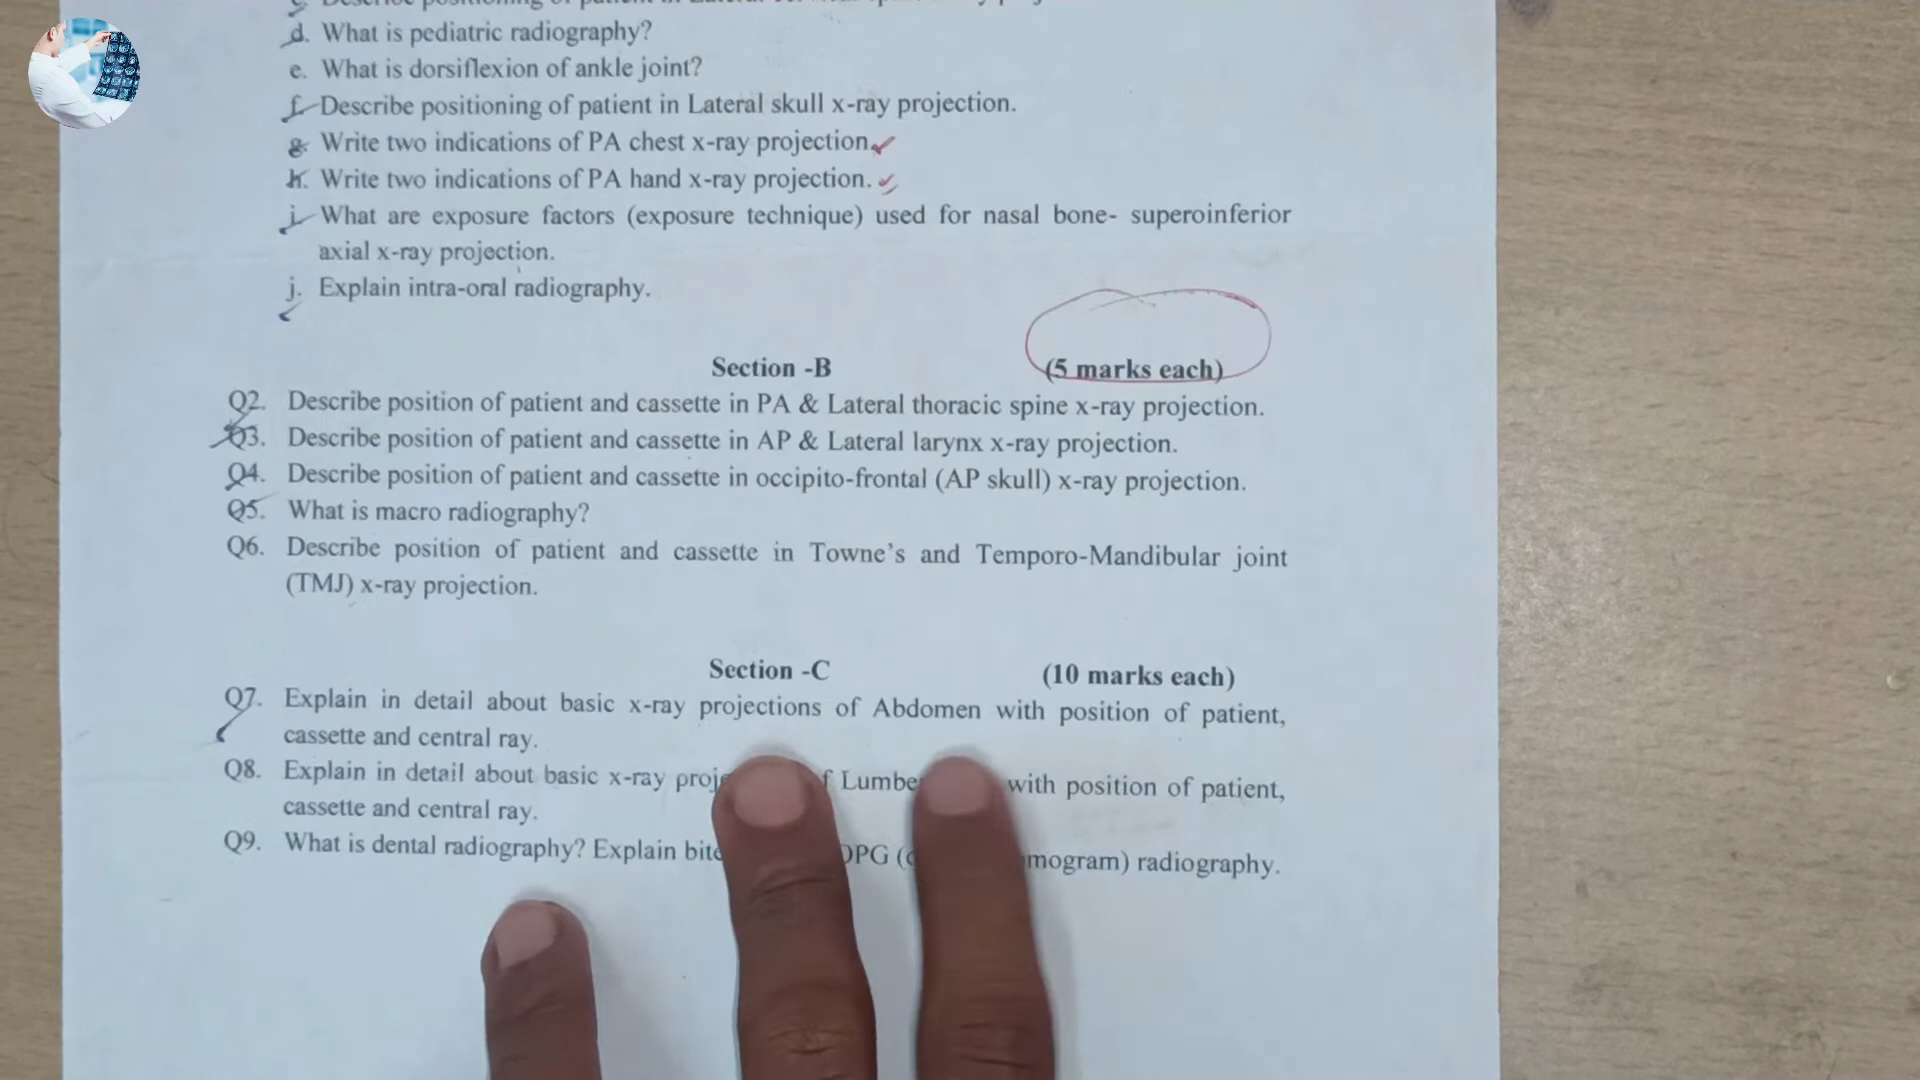 d. What is pediatric radiography?
e. What is dorsiflexion of ankle joint?
f. Describe positioning of patient in Lateral skull x-ray projection.
g. Write two indications of PA chest x-ray projection.
h. Write two indications of PA hand x-ray projection.
i. What are exposure factors (exposure technique) used for nasal bone- superoinferior
axial x-ray projection.
j. Explain intra-oral radiography.
Section -B (5 marks each)
Q2. Describe position of patient and cassette in PA & Lateral thoracic spine x-ray projection.
Q3. Describe position of patient and cassette in AP & Lateral larynx x-ray projection.
Q4. Describe position of patient and cassette in occipito-frontal (AP skull) x-ray projection.
Q5. What is macro radiography?
Q6. Describe position of patient and cassette in Towne's and Temporo-Mandibular joint
(TMJ) x-ray projection.
Section -C (10 marks each)
Q7. Explain in detail about basic x-ray projections of Abdomen with position of patient,
cassette and central ray.
Q8. Explain in detail about basic x-ray with position of patient,
cassette and central ray.
Q9. What is dental radiography? Explain OPG radiography.